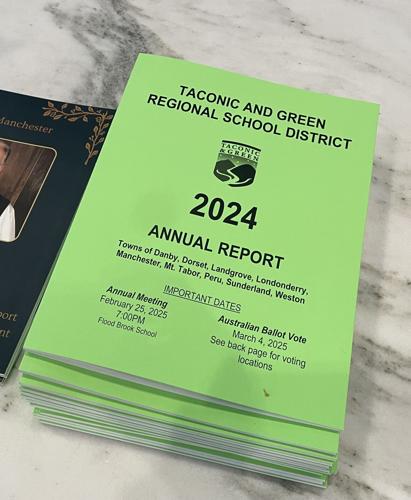 Manchester
TACONIC AND GREEN
REGIONAL SCHOOL DISTRICT
TACONIC
& GREEN
2024
ANNUAL REPORT
Towns of Danby, Dorset, Landgrove, Londonderry,
Manchester, Mt. Tabor, Peru, Sunderland, Weston
IMPORTANT DATES
Annual Meeting
February 25, 2025
7:00PM
Flood Brook School
Australian Ballot Vote
March 4, 2025
See back page for voting
locations